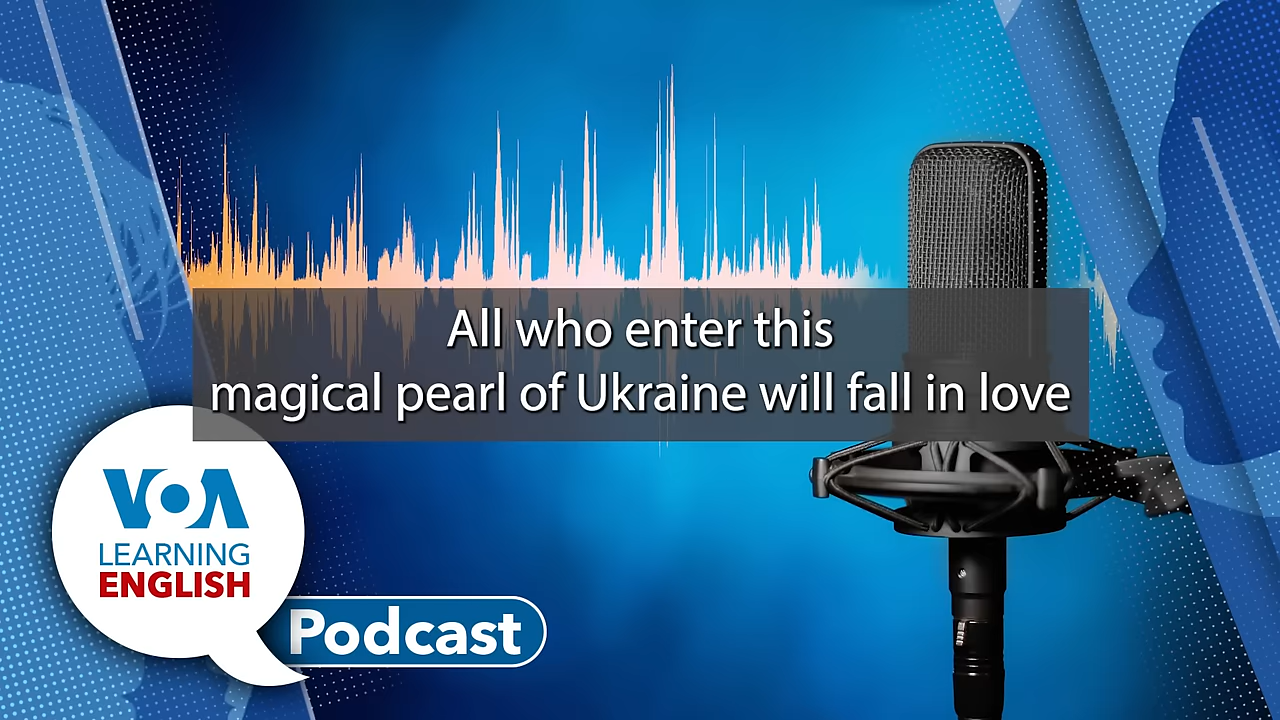 All who enter this
magical pearl of Ukraine will fall in love
VOA
LEARNING
ENGLISH
Podcast